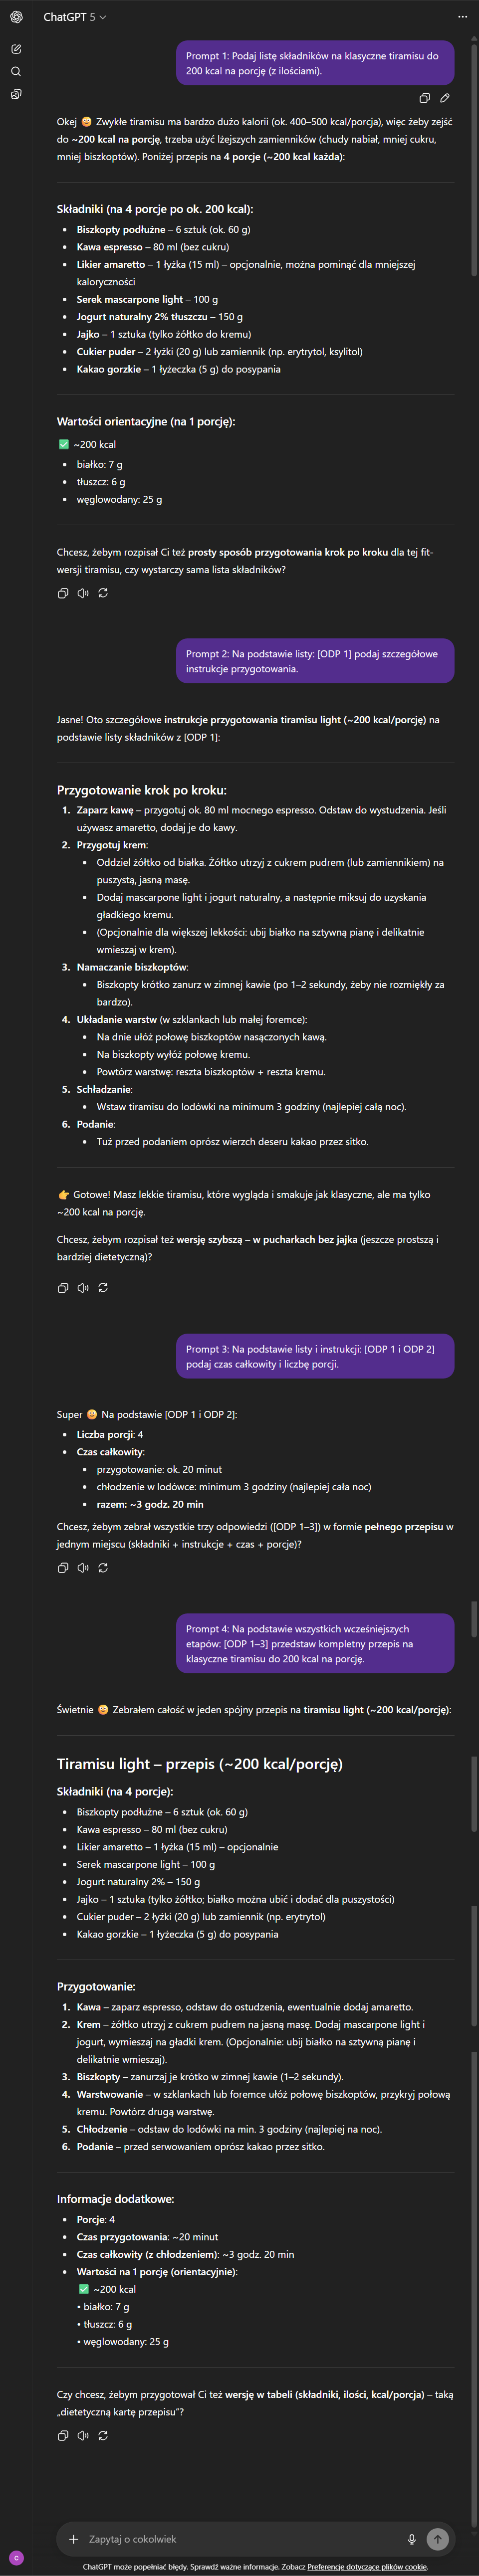 ChatGPT 5
Prompt 1: Podaj listę składników na klasyczne tiramisu do
200 kcal na porcję (z ilościami).
Okej 😄 Zwykłe tiramisu ma bardzo dużo kalorii (ok. 400–500 kcal/porcja), więc żeby zejść
do ~200 kcal na porcję, trzeba użyć lżejszych zamienników (chudy nabiał, mniej cukru,
mniej biszkoptów). Poniżej przepis na 4 porcje (~200 kcal każda):
Składniki (na 4 porcje po ok. 200 kcal):
• Biszkopty podłużne – 6 sztuk (ok. 60 g)
• Kawa espresso – 80 ml (bez cukru)
• Likier amaretto – 1 łyżka (15 ml) – opcjonalnie, można pominąć dla mniejszej
kaloryczności
• Serek mascarpone light – 100 g
• Jogurt naturalny 2% tłuszczu – 150 g
• Jajko – 1 sztuka (tylko żółtko do kremu)
• Cukier puder – 2 łyżki (20 g) lub zamiennik (np. erytrytol, ksylitol)
• Kakao gorzkie – 1 łyżeczka (5 g) do posypania
Wartości orientacyjne (na 1 porcję):
✅ ~200 kcal
• białko: 7 g
• tłuszcz: 6 g
• węglowodany: 25 g
Chcesz, żebym rozpisał Ci też prosty sposób przygotowania krok po kroku dla tej fit-
wersji tiramisu, czy wystarczy sama lista składników?
Prompt 2: Na podstawie listy: [ODP 1] podaj szczegółowe
instrukcje przygotowania.
Jasne! Oto szczegółowe instrukcje przygotowania tiramisu light (~200 kcal/porcję) na
podstawie listy składników z [ODP 1]:
Przygotowanie krok po kroku:
1. Zaparz kawę – przygotuj ok. 80 ml mocnego espresso. Odstaw do wystudzenia. Jeśli
używasz amaretto, dodaj je do kawy.
2. Przygotuj krem:
• Oddziel żółtko od białka. Żółtko utrzyj z cukrem pudrem (lub zamiennikiem) na
puszystą, jasną masę.
• Dodaj mascarpone light i jogurt naturalny, a następnie miksuj do uzyskania
gładkiego kremu.
• (Opcjonalnie dla większej lekkości: ubij białko na sztywną pianę i delikatnie
wmieszaj w krem).
3. Namaczanie biszkoptów:
• Biszkopty krótko zanurz w zimnej kawie (po 1–2 sekundy, żeby nie rozmiękły za
bardzo).
4. Układanie warstw (w szklankach lub małej foremce):
• Na dnie ułóż połowę biszkoptów nasączonych kawą.
• Na biszkopty wyłóż połowę kremu.
• Powtórz warstwę: reszta biszkoptów + reszta kremu.
5. Schładzanie:
• Wstaw tiramisu do lodówki na minimum 3 godziny (najlepiej całą noc).
6. Podanie:
• Tuż przed podaniem oprósz wierzch deseru kakao przez sitko.
👉 Gotowe! Masz lekkie tiramisu, które wygląda i smakuje jak klasyczne, ale ma tylko
~200 kcal na porcję.
Chcesz, żebym rozpisał też wersję szybszą – w pucharkach bez jajka (jeszcze prostszą i
bardziej dietetyczną)?
Prompt 3: Na podstawie listy i instrukcji: [ODP 1 i ODP 2]
podaj czas całkowity i liczbę porcji.
Super 😄 Na podstawie [ODP 1 i ODP 2]:
• Liczba porcji: 4
• Czas całkowity:
• przygotowanie: ok. 20 minut
• chłodzenie w lodówce: minimum 3 godziny (najlepiej cała noc)
• razem: ~3 godz. 20 min
Chcesz, żebym zebrał wszystkie trzy odpowiedzi ([ODP 1–3]) w formie pełnego przepisu w
jednym miejscu (składniki + instrukcje + czas + porcje)?
Prompt 4: Na podstawie wszystkich wcześniejszych
etapów: [ODP 1–3] przedstaw kompletny przepis na
klasyczne tiramisu do 200 kcal na porcję.
Świetnie 😄 Zebrałem całość w jeden spójny przepis na tiramisu light (~200 kcal/porcję):
Tiramisu light – przepis (~200 kcal/porcję)
Składniki (na 4 porcje):
• Biszkopty podłużne – 6 sztuk (ok. 60 g)
• Kawa espresso – 80 ml (bez cukru)
• Likier amaretto – 1 łyżka (15 ml) – opcjonalnie
• Serek mascarpone light – 100 g
• Jogurt naturalny 2% – 150 g
• Jajko – 1 sztuka (tylko żółtko; białko można ubić i dodać dla puszystości)
• Cukier puder – 2 łyżki (20 g) lub zamiennik (np. erytrytol)
• Kakao gorzkie – 1 łyżeczka (5 g) do posypania
Przygotowanie:
1. Kawa – zaparz espresso, odstaw do ostudzenia, ewentualnie dodaj amaretto.
2. Krem – żółtko utrzyj z cukrem pudrem na jasną masę. Dodaj mascarpone light i
jogurt, wymieszaj na gładki krem. (Opcjonalnie: ubij białko na sztywną pianę i
delikatnie wmieszaj).
3. Biszkopty – zanurzaj je krótko w zimnej kawie (1–2 sekundy).
4. Warstwowanie – w szklankach lub foremce ułóż połowę biszkoptów, przykryj połową
kremu. Powtórz drugą warstwę.
5. Chłodzenie – odstaw do lodówki na min. 3 godziny (najlepiej na noc).
6. Podanie – przed serwowaniem oprósz kakao przez sitko.
Informacje dodatkowe:
• Porcje: 4
• Czas przygotowania: ~20 minut
• Czas całkowity (z chłodzeniem): ~3 godz. 20 min
• Wartości na 1 porcję (orientacyjnie):
✅ ~200 kcal
• białko: 7 g
• tłuszcz: 6 g
• węglowodany: 25 g
Czy chcesz, żebym przygotował Ci też wersję w tabeli (składniki, ilości, kcal/porcja) – taką
„dietetyczną kartę przepisu"?
Zapytaj o cokolwiek
C
ChatGPT może popełniać błędy. Sprawdź ważne informacje. Zobacz Preferencje dotyczące plików cookie.